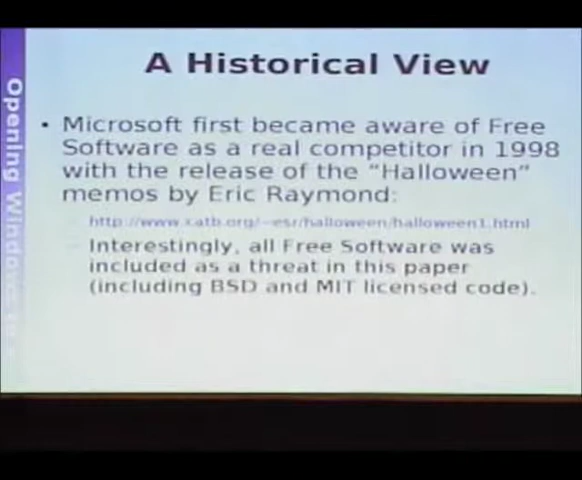 A Historical View
• Microsoft first became aware of Free
Software as a real competitor in 1998
with the release of the "Halloween"
memos by Eric Raymond:
– http://www.catb.org/~esr/halloween/halloween1.html
– Interestingly, all Free Software was
included as a threat in this paper
(including BSD and MIT licensed code).
Opening Windows